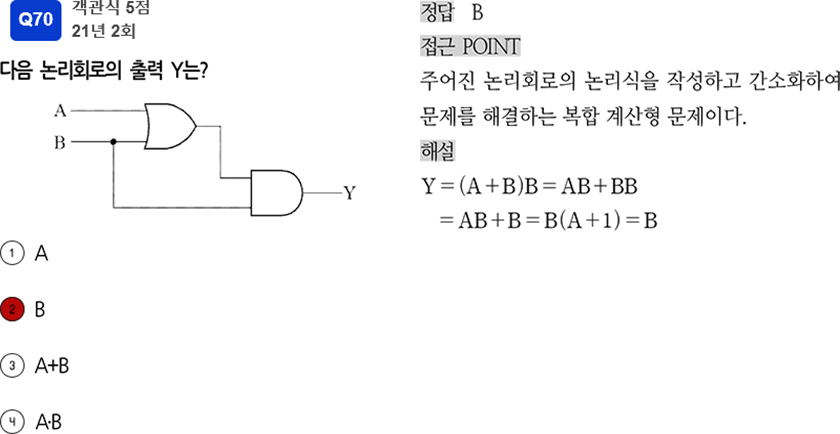 Q70 객관식 5점
21년 2회
다음 논리회로의 출력 Y는?
A
B
Y
① A
② B
③ A+B
④ A·B
정답 B
접근 POINT
주어진 논리회로의 논리식을 작성하고 간소화하여
문제를 해결하는 복합 계산형 문제이다.
해설
Y=(A+B)B=AB+BB
=AB+B=B(A+1)=B